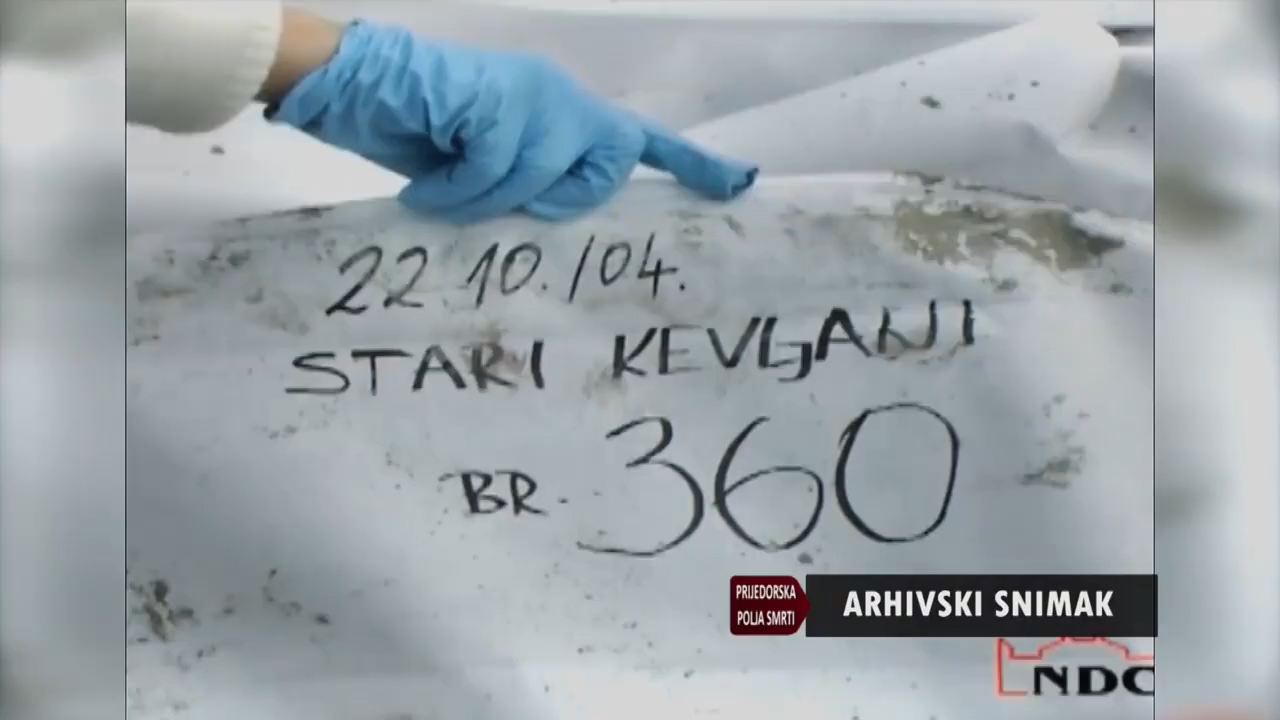 22.10./04.
STARI KEVLJANI
BR. 360
PRIJEDORSKA
POLJA SMRTI
ARHIVSKI SNIMAK
NDC